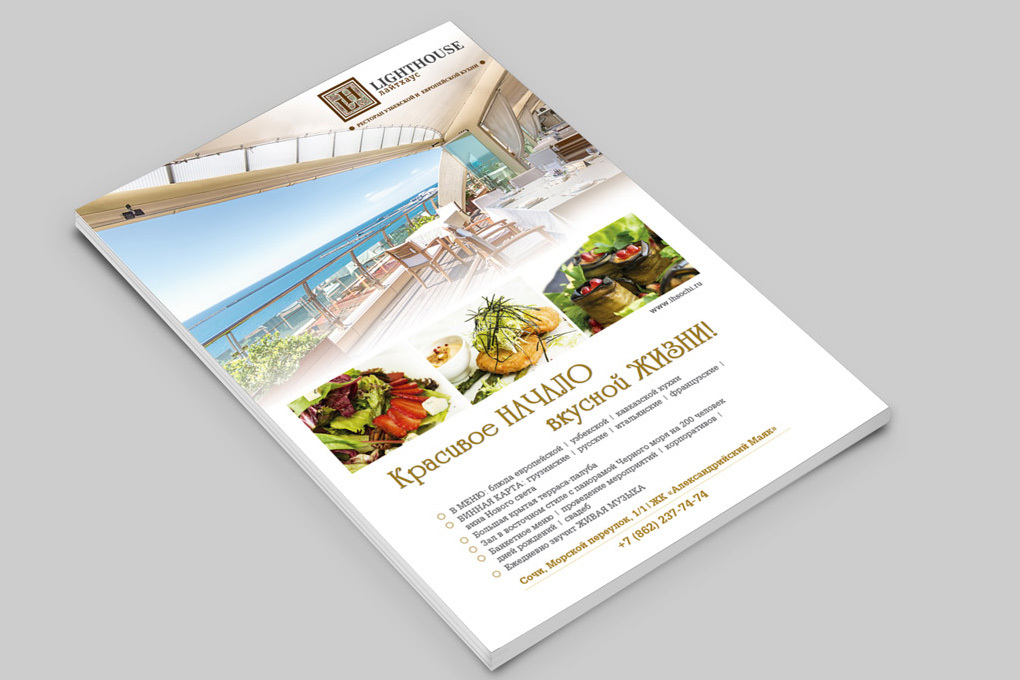 LIGHTHOUSE
лайтхаус
РЕСТОРАН УЗБЕКСКОЙ И ЕВРОПЕЙСКОЙ КУХНИ
www.lhsochi.ru
Красивое НАЧАЛО
вкусной ЖИЗНИ!
В МЕНЮ: блюда европейской | узбекской | кавказской кухни
ВИННАЯ КАРТА: грузинские | русские | итальянские | французские |
вина Нового света
Большая крытая терраса-палуба
Зал в восточном стиле с панорамой Черного моря на 200 человек
Банкетное меню | проведение мероприятий | корпоративов |
дней рождений | свадеб
Ежедневно звучит ЖИВАЯ МУЗЫКА
Сочи, Морской переулок, 1/1 | ЖК «Александрийский Маяк»
+7 (862) 237-74-74